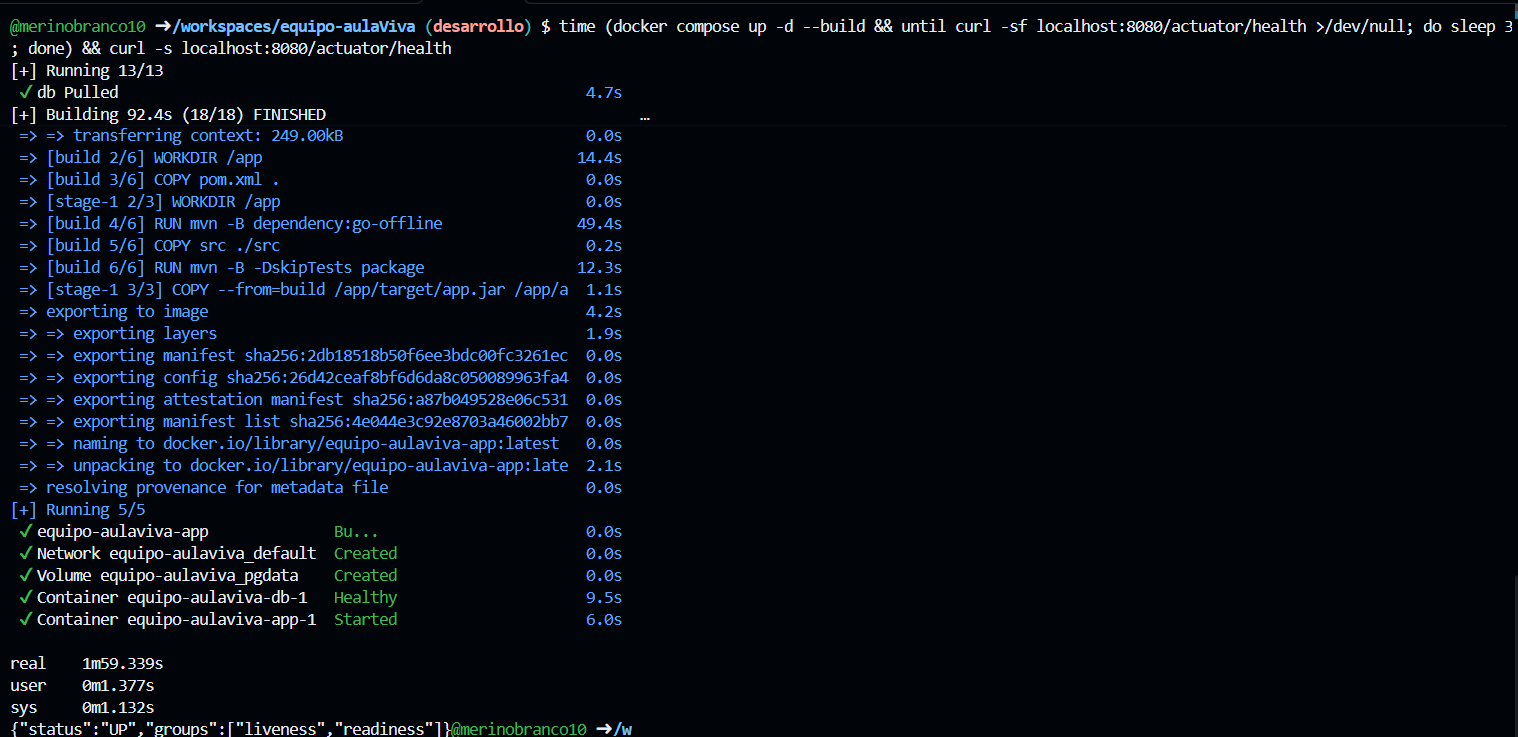 @merinobranco10 ➜/workspaces/equipo-aulaViva (desarrollo) $ time (docker compose up -d --build && until curl -sf localhost:8080/actuator/health >/dev/null; do sleep 3
; done) && curl -s localhost:8080/actuator/health
[+] Running 13/13
✔ db Pulled 4.7s
[+] Building 92.4s (18/18) FINISHED …
=> => transferring context: 249.00kB 0.0s
=> [build 2/6] WORKDIR /app 14.4s
=> [build 3/6] COPY pom.xml . 0.0s
=> [stage-1 2/3] WORKDIR /app 0.0s
=> [build 4/6] RUN mvn -B dependency:go-offline 49.4s
=> [build 5/6] COPY src ./src 0.2s
=> [build 6/6] RUN mvn -B -DskipTests package 12.3s
=> [stage-1 3/3] COPY --from=build /app/target/app.jar /app/a 1.1s
=> exporting to image 4.2s
=> => exporting layers 1.9s
=> => exporting manifest sha256:2db18518b50f6ee3bdc00fc3261ec 0.0s
=> => exporting config sha256:26d42ceaf8bf6d6da8c050089963fa4 0.0s
=> => exporting attestation manifest sha256:a87b049528e06c531 0.0s
=> => exporting manifest list sha256:4e044e3c92e8703a46002bb7 0.0s
=> => naming to docker.io/library/equipo-aulaviva-app:latest 0.0s
=> => unpacking to docker.io/library/equipo-aulaviva-app:late 2.1s
=> resolving provenance for metadata file 0.0s
[+] Running 5/5
✔ equipo-aulaviva-app Bu... 0.0s
✔ Network equipo-aulaviva_default Created 0.0s
✔ Volume equipo-aulaviva_pgdata Created 0.0s
✔ Container equipo-aulaviva-db-1 Healthy 9.5s
✔ Container equipo-aulaviva-app-1 Started 6.0s
real 1m59.339s
user 0m1.377s
sys 0m1.132s
{"status":"UP","groups":["liveness","readiness"]}@merinobranco10 ➜/w